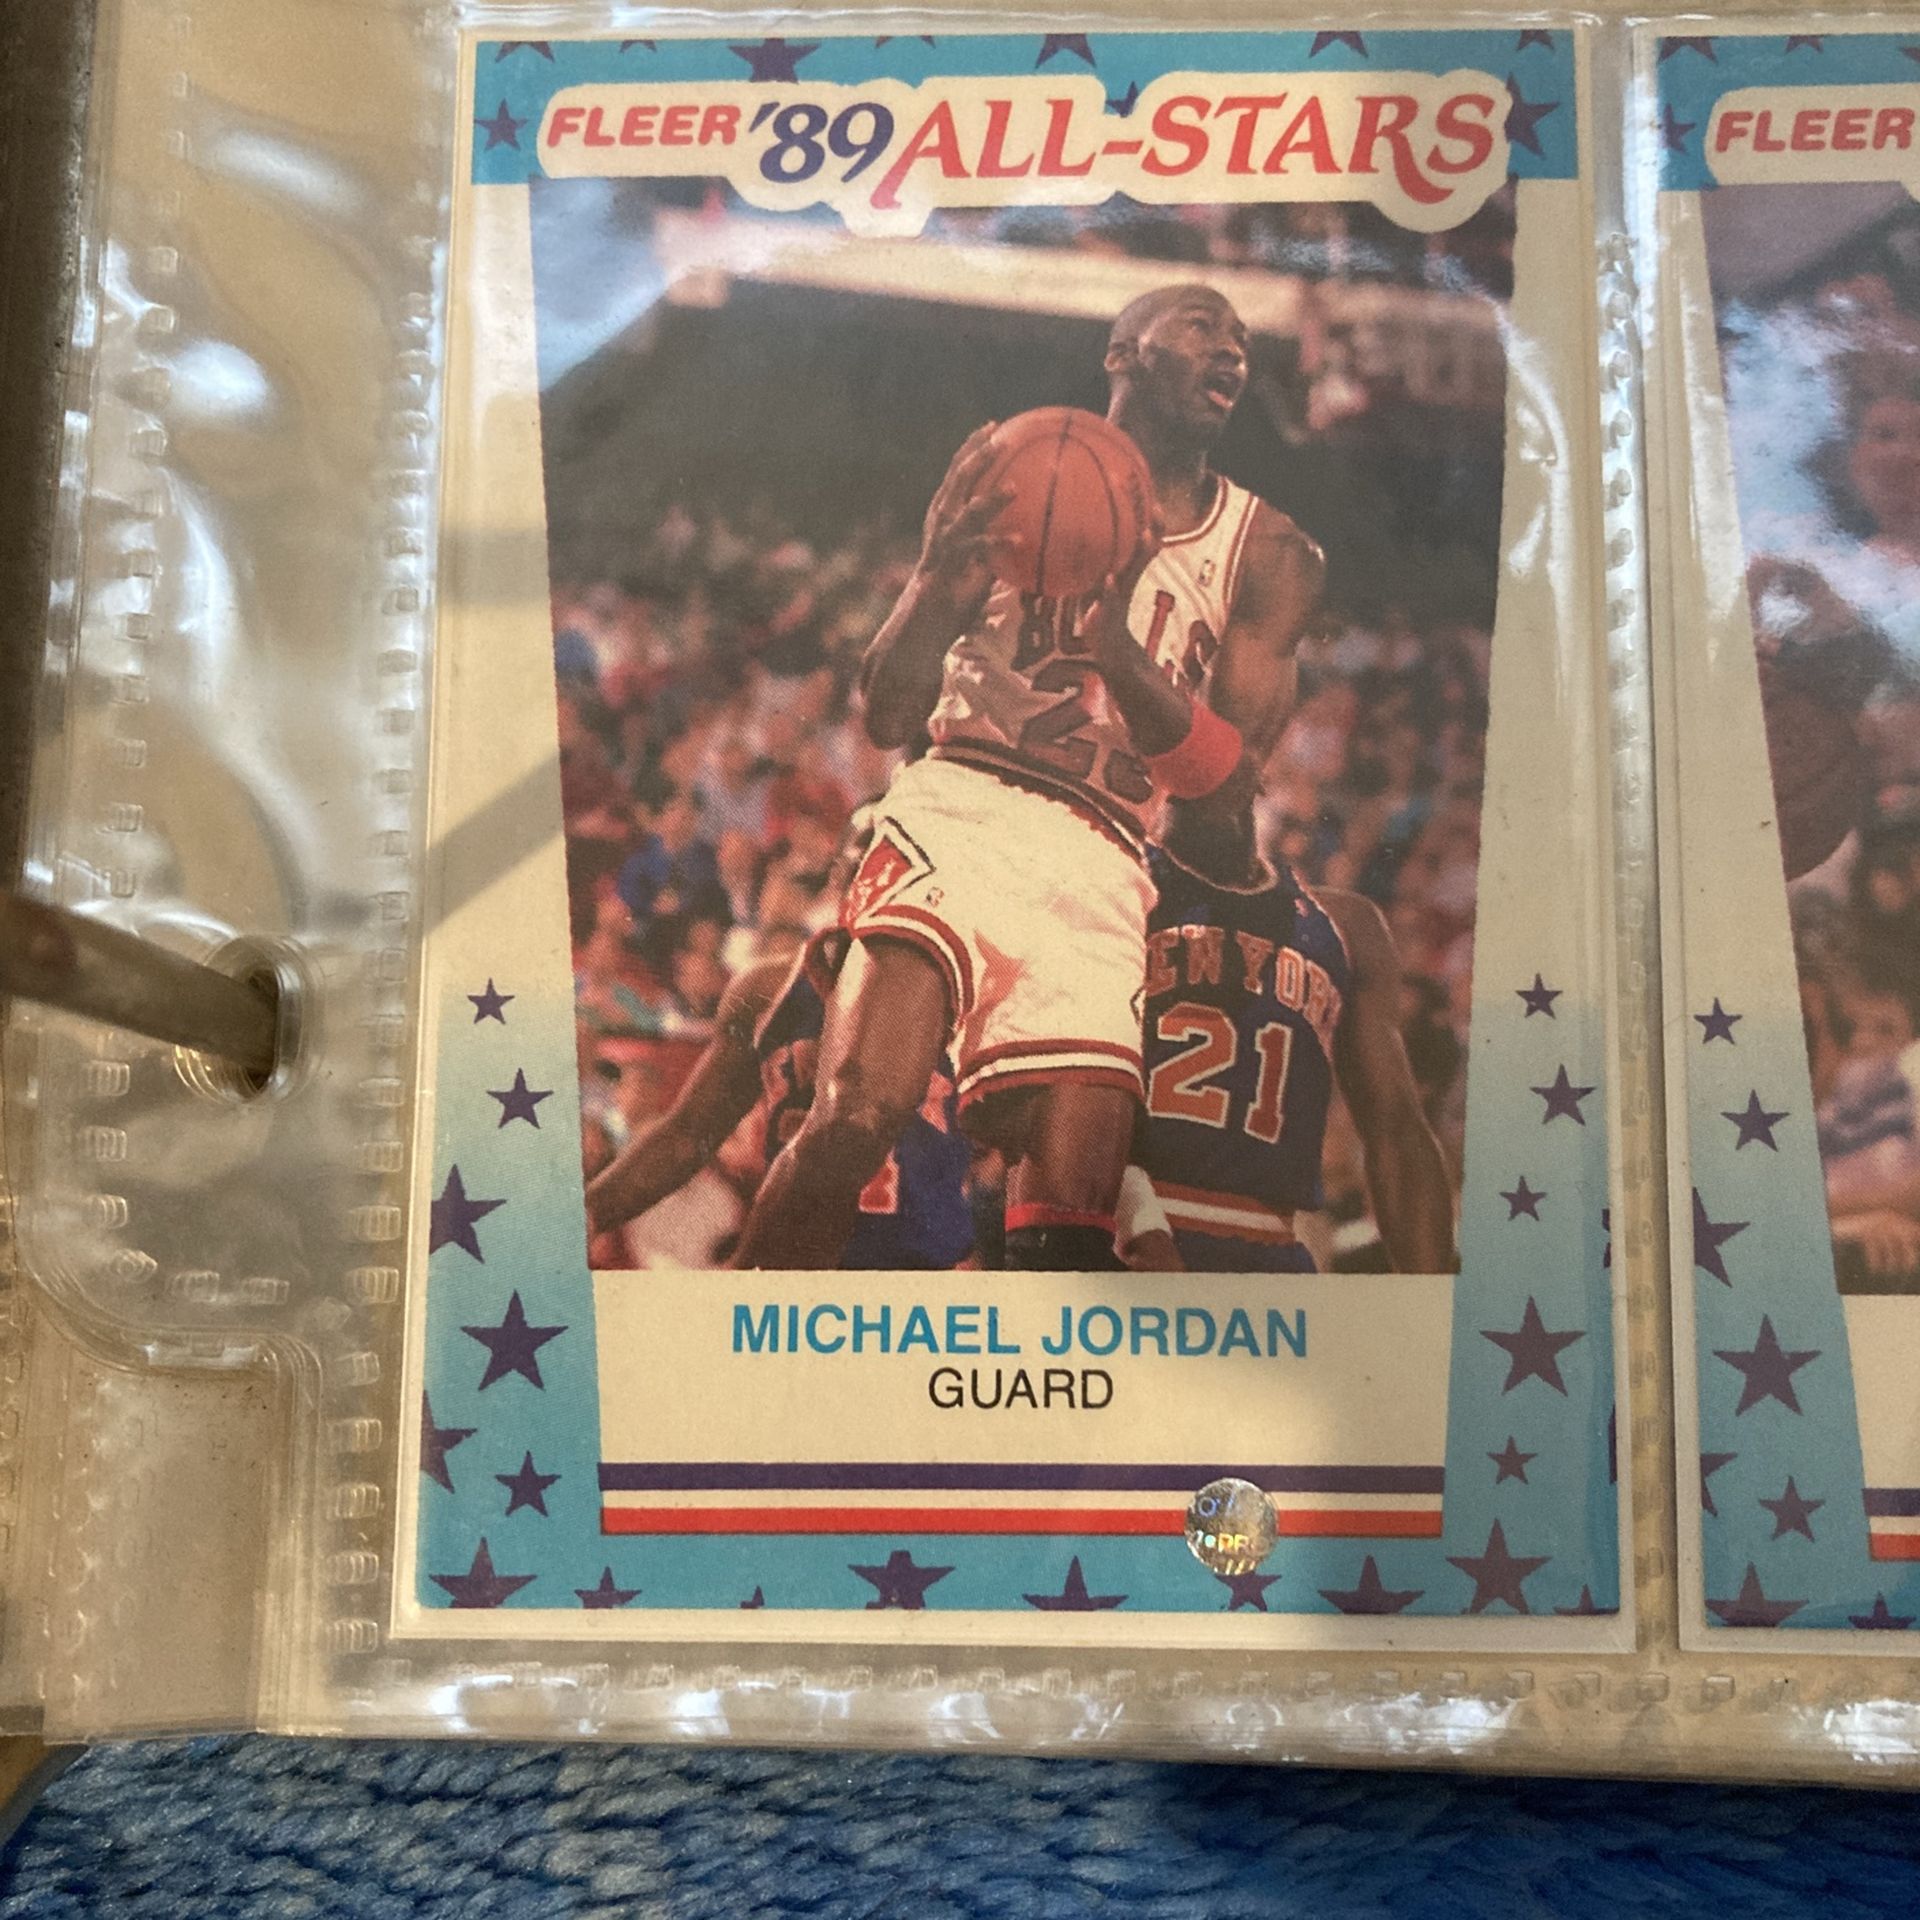 FLEER '89 ALL-STARS
FLEER
NEW YORK
21
MICHAEL JORDAN
GUARD